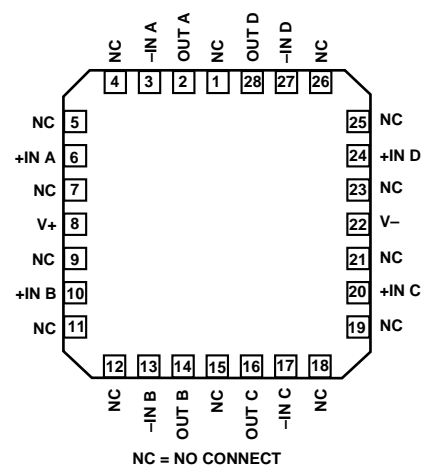 NC
–IN A
OUT A
NC
OUT D
–IN D
NC
4
3
2
1
28
27
26
NC 5
25 NC
+IN A 6
24 +IN D
NC 7
23 NC
V+ 8
22 V–
NC 9
21 NC
+IN B 10
20 +IN C
NC 11
19 NC
12
13
14
15
16
17
18
NC
–IN B
OUT B
NC
OUT C
–IN C
NC
NC = NO CONNECT